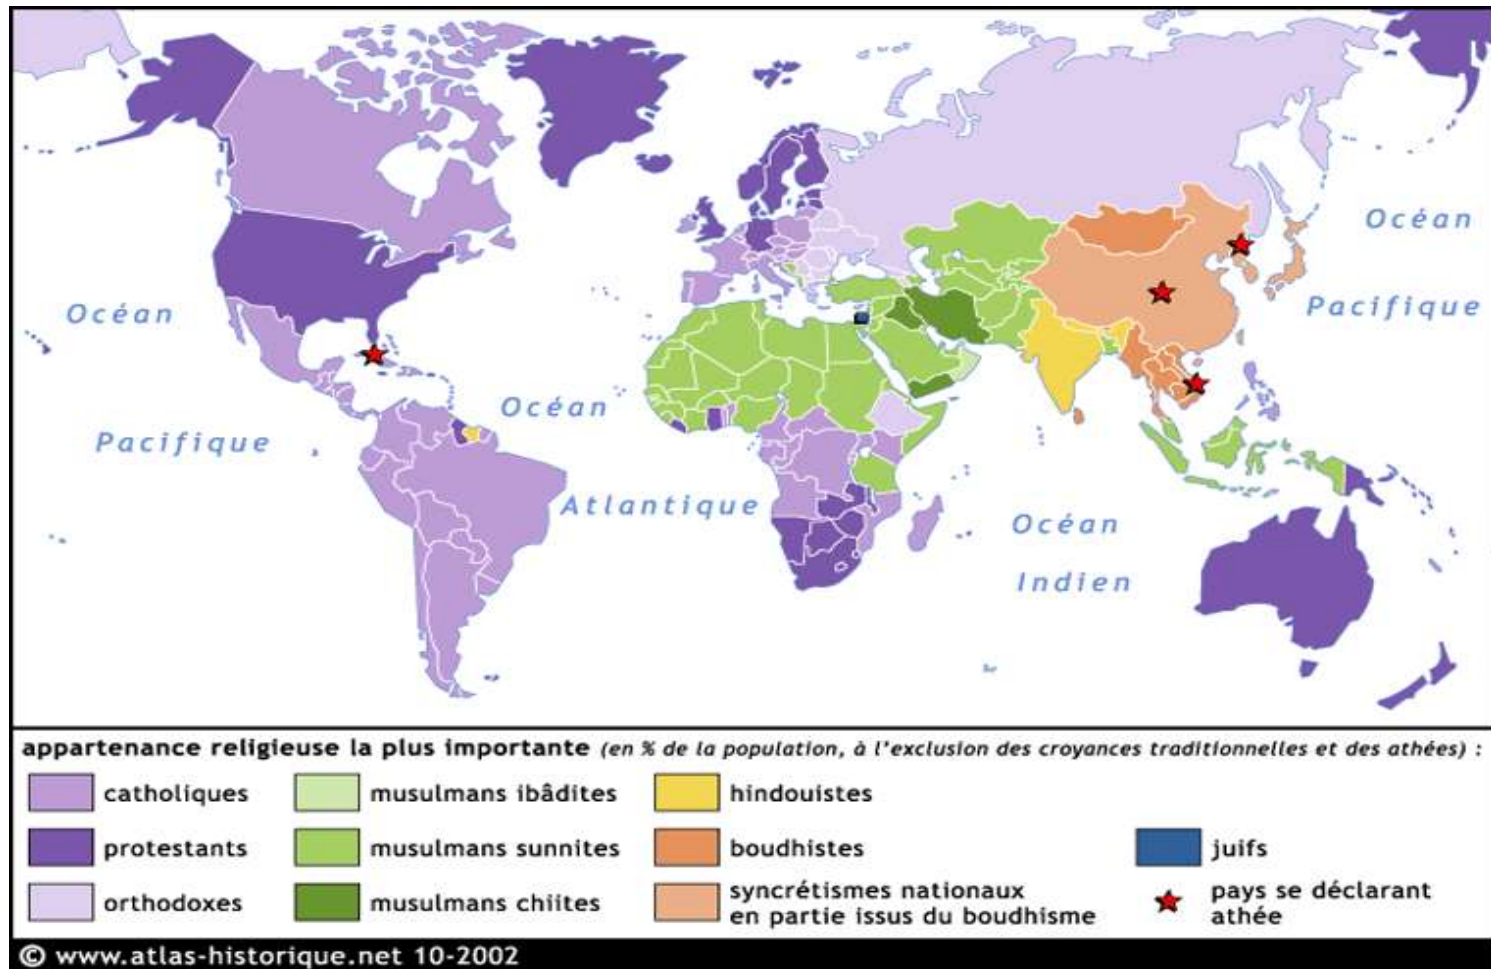 Océan
Pacifique
Océan
Pacifique
Océan
Atlantique
Océan
Indien
appartenance religieuse la plus importante (en % de la population, à l'exclusion des croyances traditionnelles et des athées) :
catholiques
protestants
orthodoxes
musulmans ibâdites
musulmans sunnites
musulmans chiites
hindouistes
boudhistes
syncrétismes nationaux
en partie issus du boudhisme
juifs
pays se déclarant
athée
© www.atlas-historique.net 10-2002